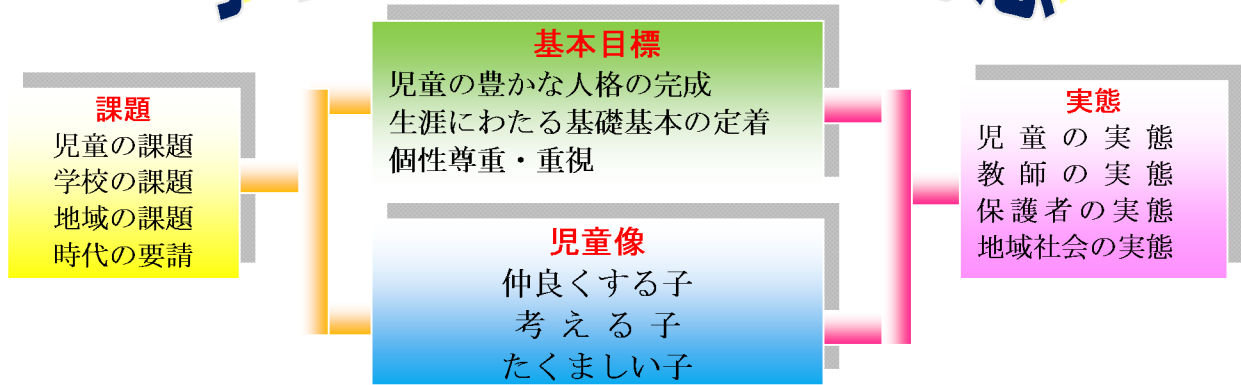 課題
児童の課題
学校の課題
地域の課題
時代の要請
基本目標
児童の豊かな人格の完成
生涯にわたる基礎基本の定着
個性尊重・重視
児童像
仲良くする子
考える子
たくましい子
実態
児童の実態
教師の実態
保護者の実態
地域社会の実態